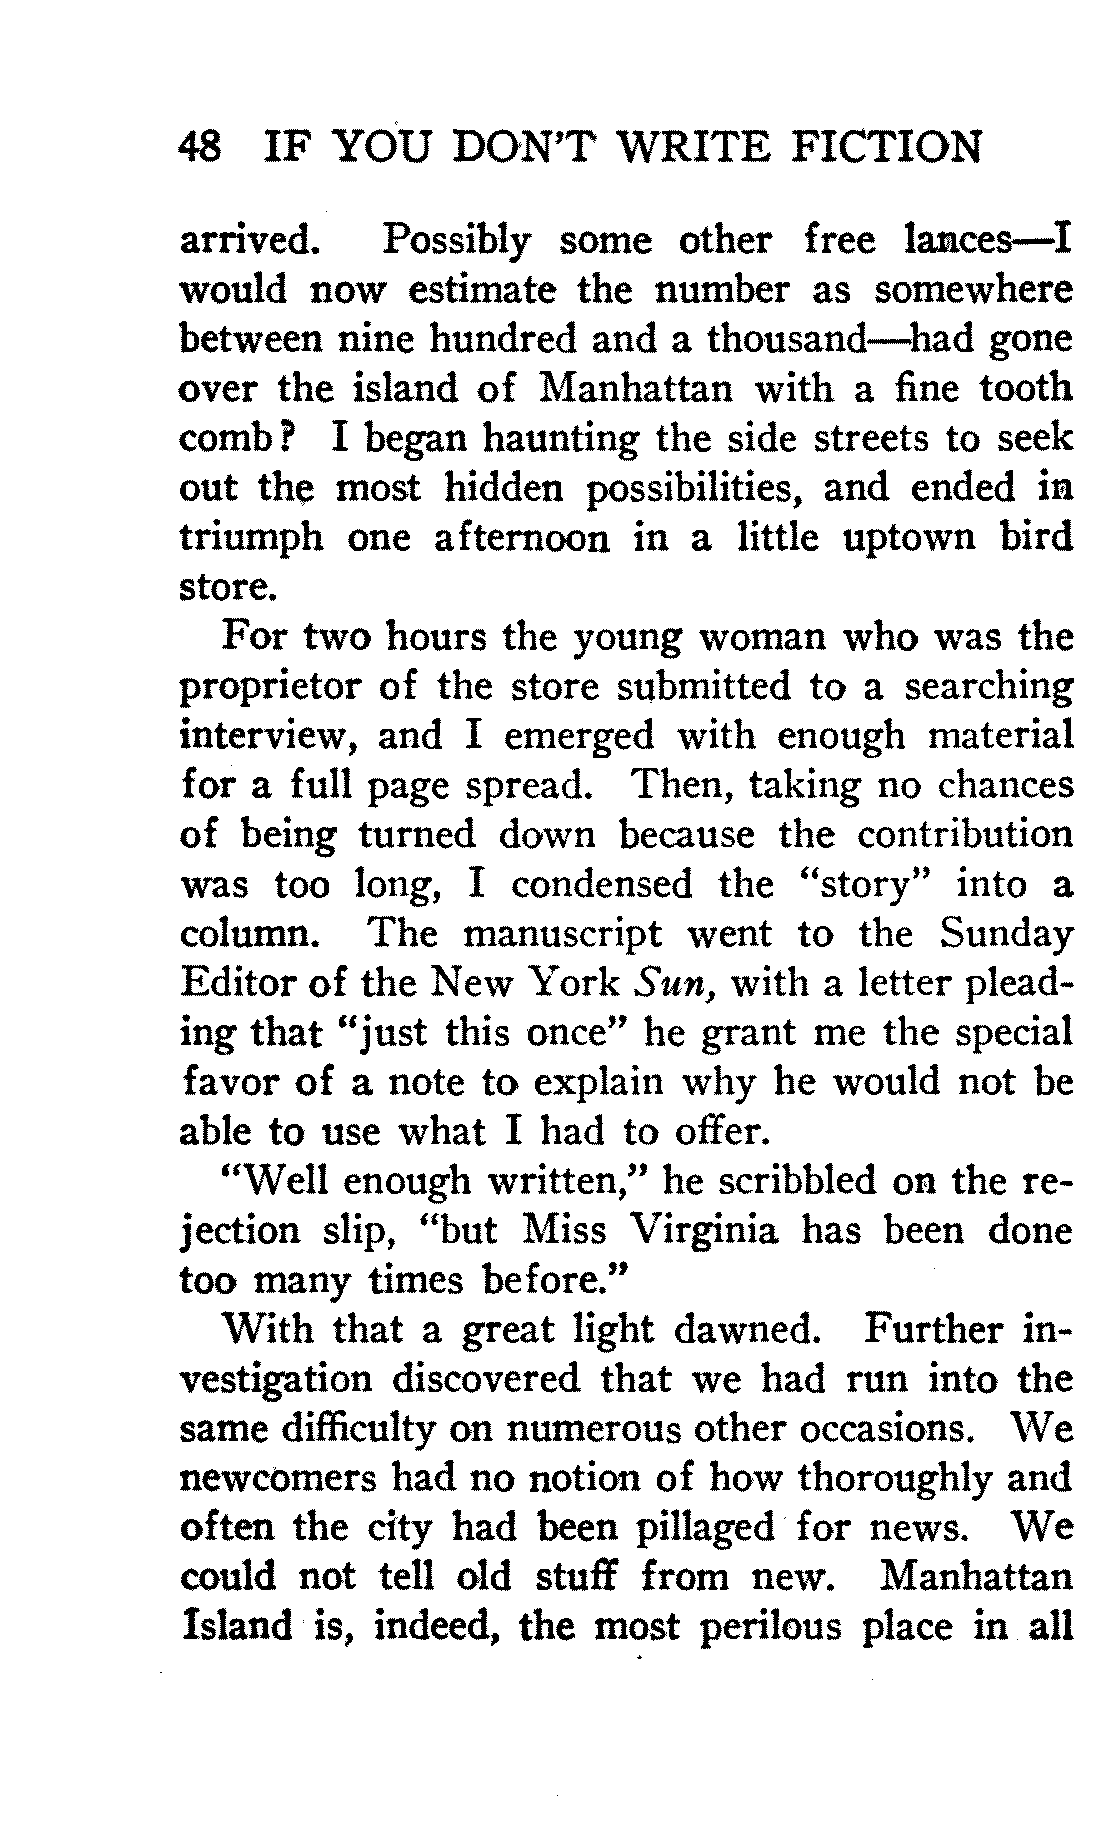 48 IF YOU DON'T WRITE FICTION
arrived. Possibly some other free lances—I
would now estimate the number as somewhere
between nine hundred and a thousand—had gone
over the island of Manhattan with a fine tooth
comb? I began haunting the side streets to seek
out the most hidden possibilities, and ended in
triumph one afternoon in a little uptown bird
store.
For two hours the young woman who was the
proprietor of the store submitted to a searching
interview, and I emerged with enough material
for a full page spread. Then, taking no chances
of being turned down because the contribution
was too long, I condensed the "story" into a
column. The manuscript went to the Sunday
Editor of the New York Sun, with a letter plead-
ing that "just this once" he grant me the special
favor of a note to explain why he would not be
able to use what I had to offer.
"Well enough written," he scribbled on the re-
jection slip, "but Miss Virginia has been done
too many times before."
With that a great light dawned. Further in-
vestigation discovered that we had run into the
same difficulty on numerous other occasions. We
newcomers had no notion of how thoroughly and
often the city had been pillaged for news. We
could not tell old stuff from new. Manhattan
Island is, indeed, the most perilous place in all